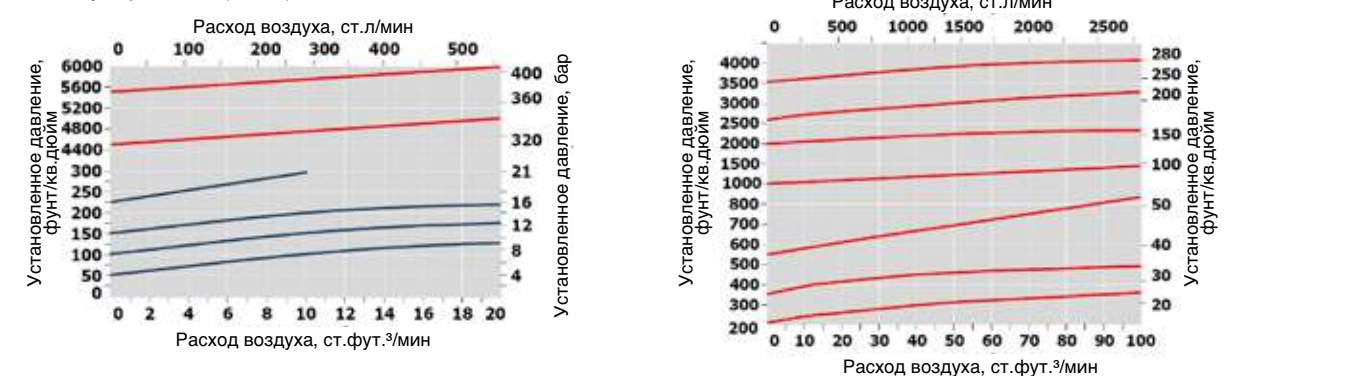 Расход воздуха, ст.л/мин
0 100 200 300 400 500
6000
5600
5200
4800
4400
300
250
200
150
100
50
0
400
360
320
21
16
12
8
4
Установленное давление,
фунт/кв.дюйм
Установленное давление, бар
0 2 4 6 8 10 12 14 16 18 20
Расход воздуха, ст.фут.³/мин
Расход воздуха, ст.л/мин
0 500 1000 1500 2000 2500
4000
3500
3000
2500
2000
1500
1000
800
700
600
500
400
300
200
280
250
200
150
100
50
40
30
20
Установленное давление,
фунт/кв.дюйм
Установленное давление,
фунт/кв.дюйм
0 10 20 30 40 50 60 70 80 90 100
Расход воздуха, ст.фут.³/мин